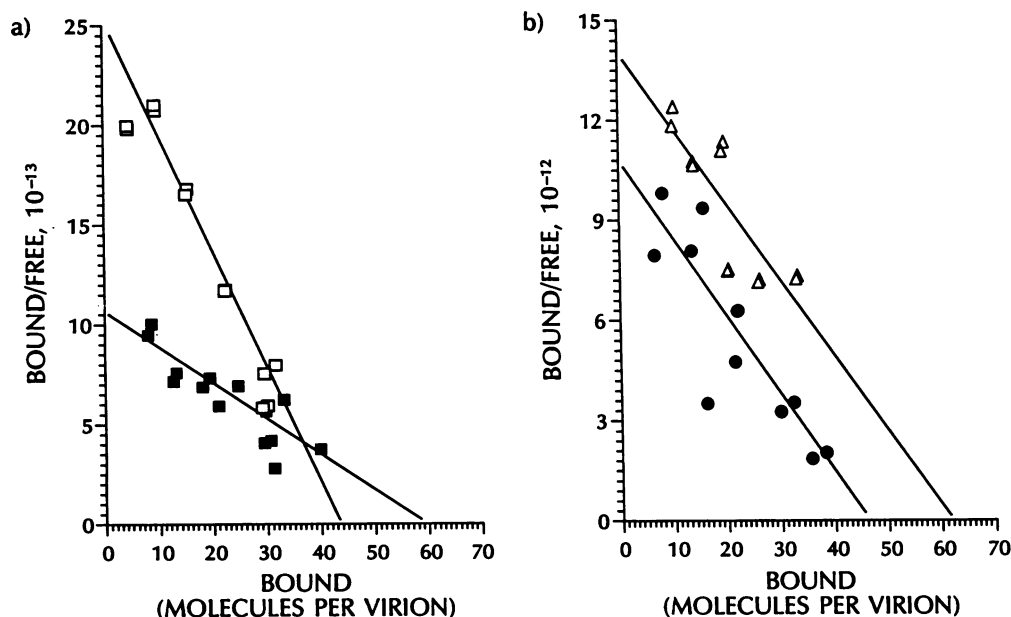 a)
BOUND/FREE, 10⁻¹³
25
20
15
10
5
0
0 10 20 30 40 50 60 70
BOUND
(MOLECULES PER VIRION)
b)
BOUND/FREE, 10⁻¹²
15
12
9
6
3
0
0 10 20 30 40 50 60 70
BOUND
(MOLECULES PER VIRION)